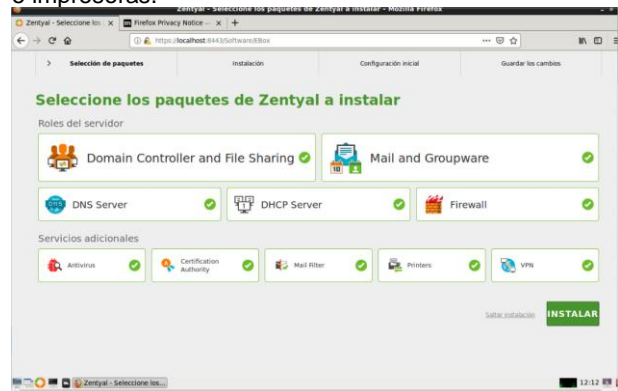 o impresoras.
Zentyal - Seleccione los paquetes de Zentyal a instalar - Mozilla Firefox
Zentyal - Seleccione los
Firefox Privacy Notice —
https://localhost:8443/Software/EBox
Selección de paquetes
Instalación
Configuración inicial
Guardar los cambios
Seleccione los paquetes de Zentyal a instalar
Roles del servidor
Domain Controller and File Sharing
Mail and Groupware
DNS Server
DHCP Server
Firewall
Servicios adicionales
Antivirus
Certification
Authority
Mail Filter
Printers
VPN
Saltar instalación
INSTALAR
Zentyal - Seleccione los...
12:12